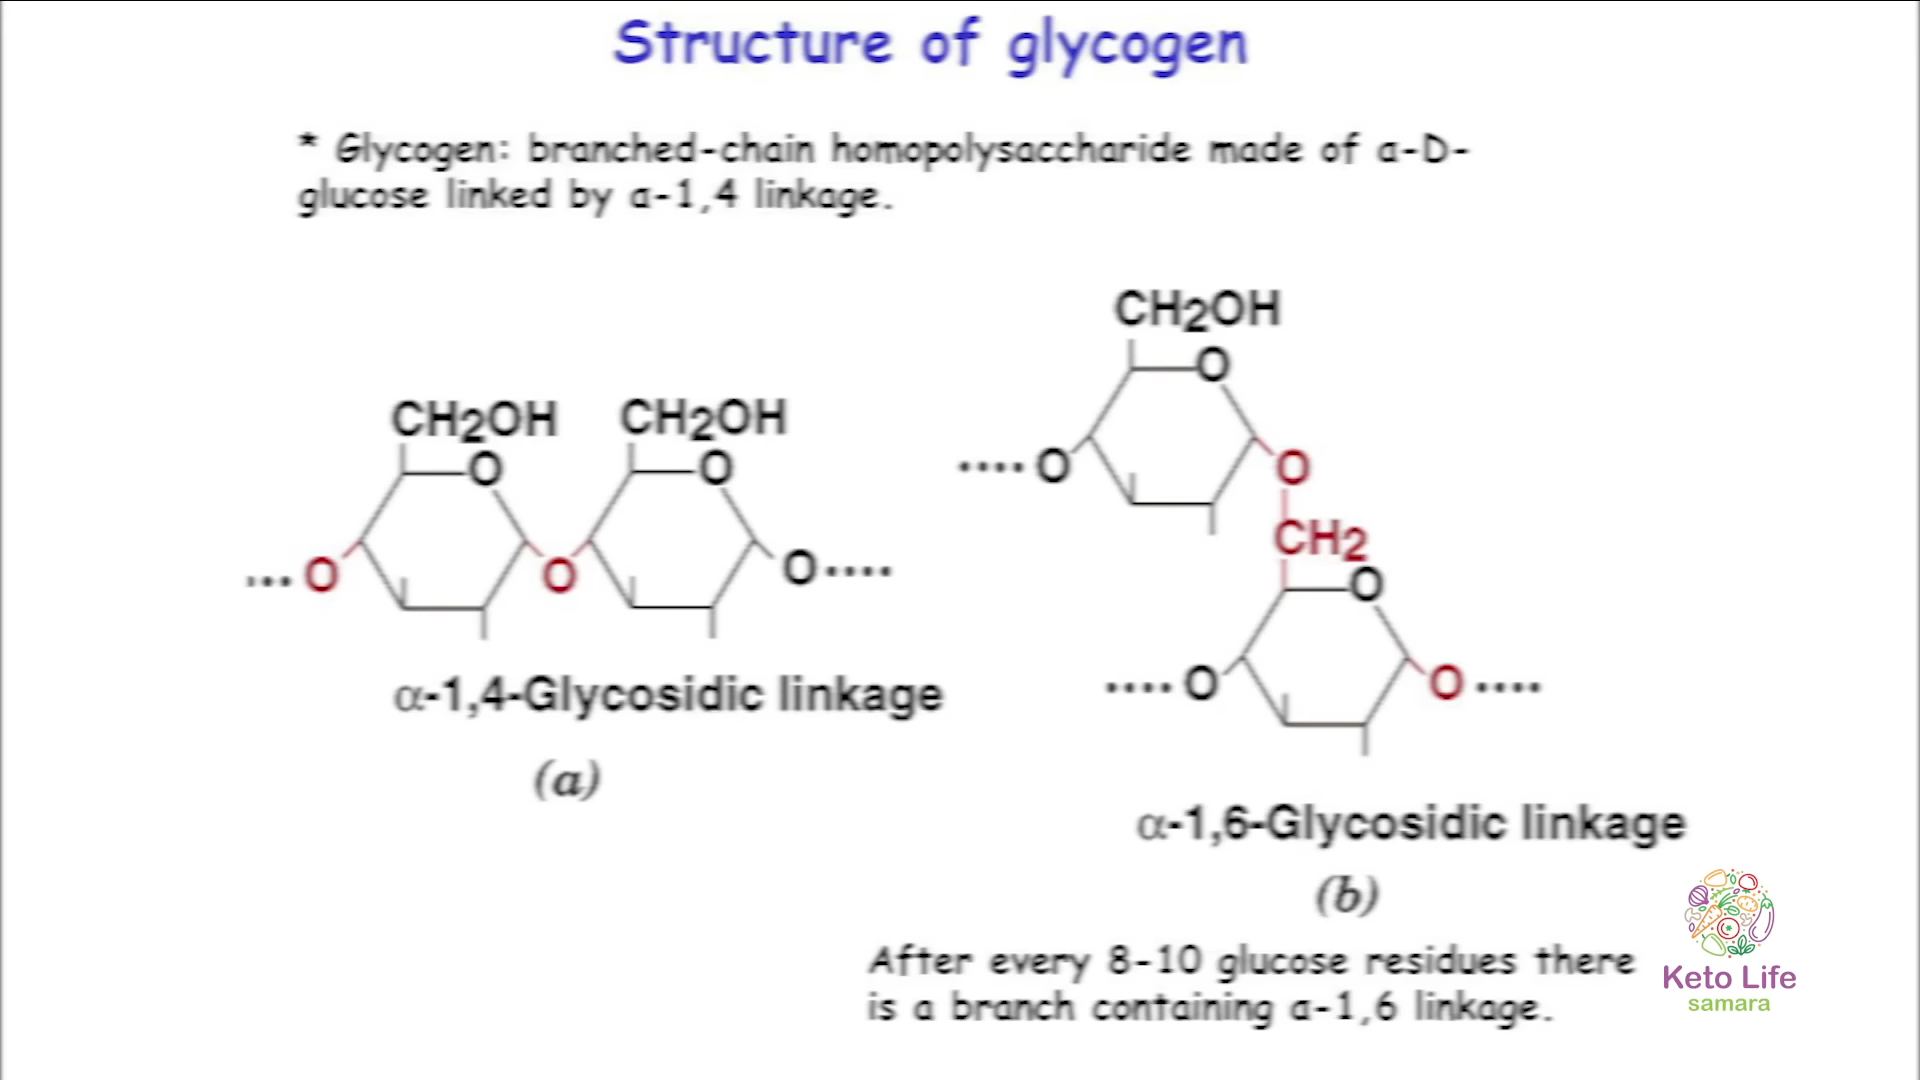 Structure of glycogen
* Glycogen: branched-chain homopolysaccharide made of α-D-
glucose linked by α-1,4 linkage.
CH2OH
O
CH2OH
CH2OH
O
O
···· O
O
CH2
O
··· O
O
O ····
···· O
O ····
α-1,4-Glycosidic linkage
(a)
α-1,6-Glycosidic linkage
(b)
After every 8-10 glucose residues there
is a branch containing α-1,6 linkage.
Keto Life
samara